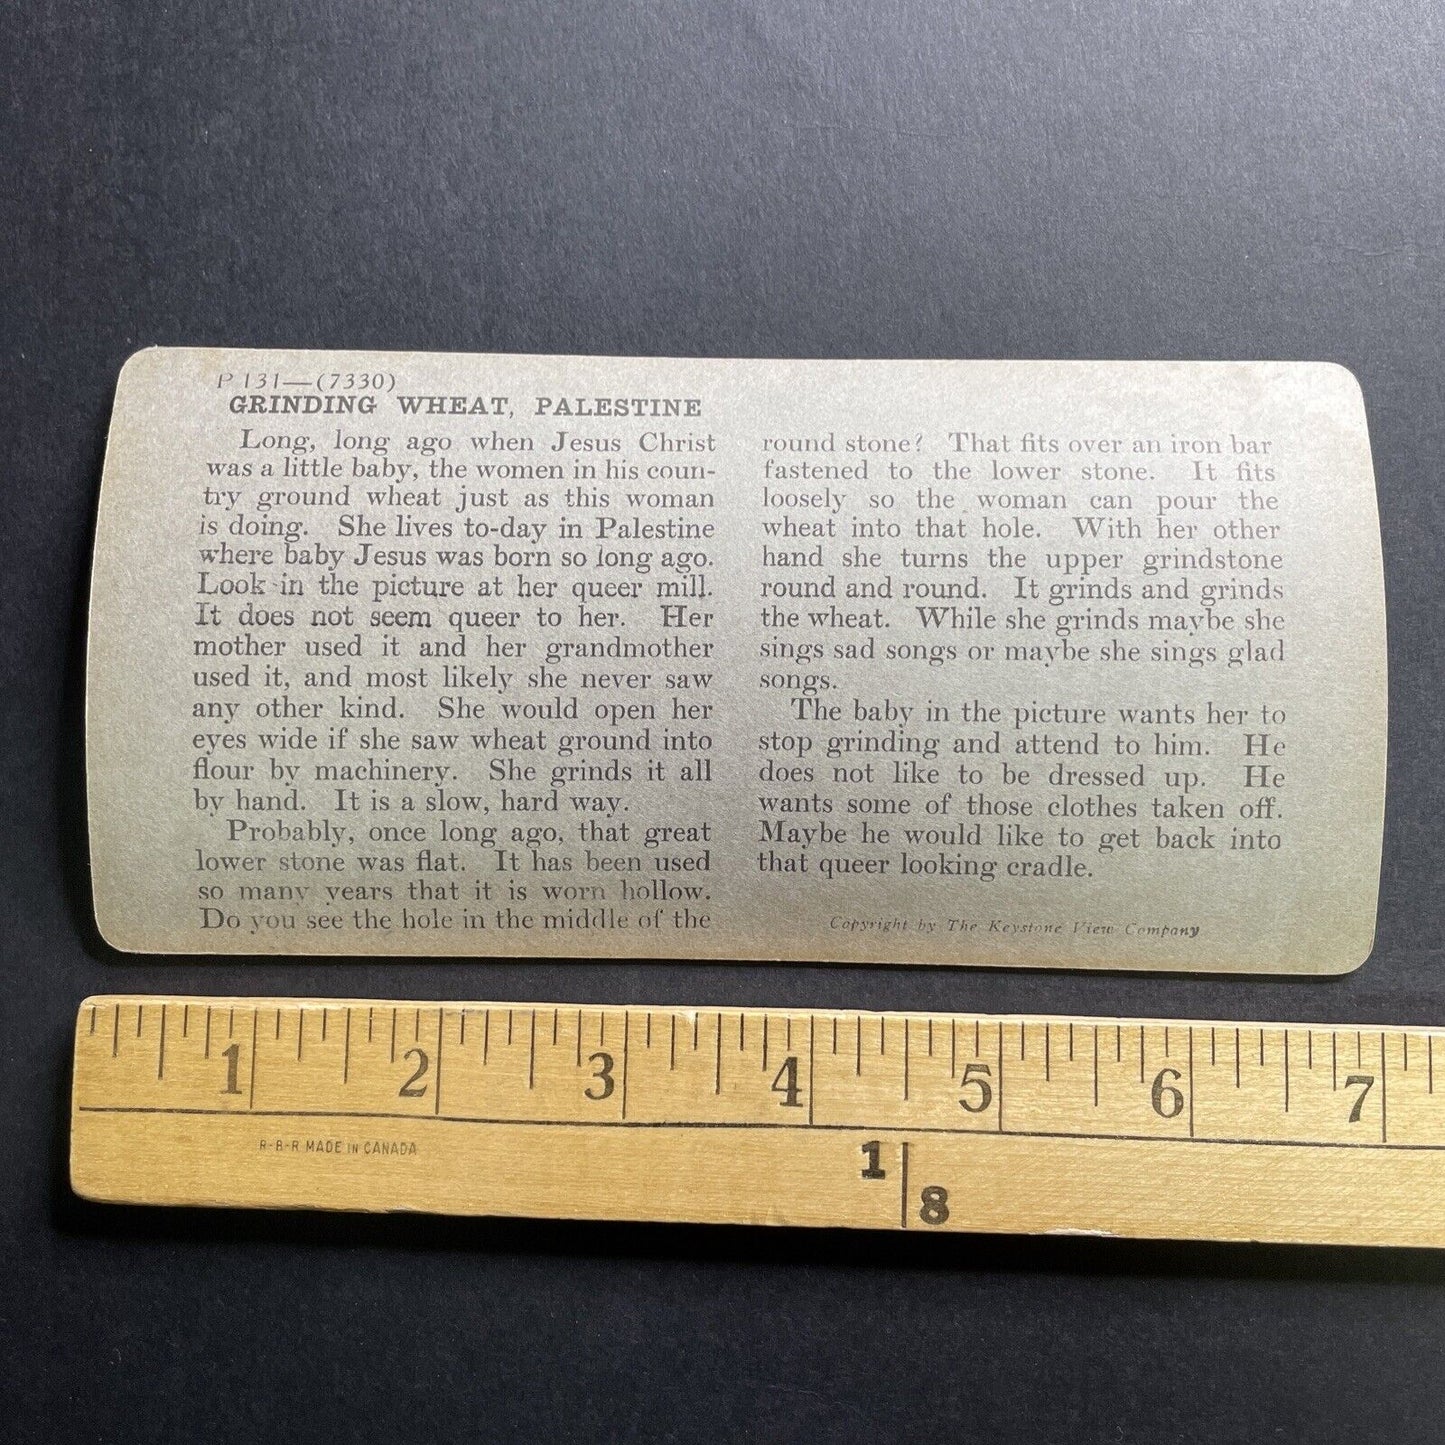 P 131—(7330)
GRINDING WHEAT, PALESTINE
Long, long ago when Jesus Christ
was a little baby, the women in his coun-
try ground wheat just as this woman
is doing. She lives to-day in Palestine
where baby Jesus was born so long ago.
Look in the picture at her queer mill.
It does not seem queer to her. Her
mother used it and her grandmother
used it, and most likely she never saw
any other kind. She would open her
eyes wide if she saw wheat ground into
flour by machinery. She grinds it all
by hand. It is a slow, hard way.
Probably, once long ago, that great
lower stone was flat. It has been used
so many years that it is worn hollow.
Do you see the hole in the middle of the
round stone? That fits over an iron bar
fastened to the lower stone. It fits
loosely so the woman can pour the
wheat into that hole. With her other
hand she turns the upper grindstone
round and round. It grinds and grinds
the wheat. While she grinds maybe she
sings sad songs or maybe she sings glad
songs.
The baby in the picture wants her to
stop grinding and attend to him. He
does not like to be dressed up. He
wants some of those clothes taken off.
Maybe he would like to get back into
that queer looking cradle.
Copyright by The Keystone View Company
1 2 3 4 5 6 7
R-B-R MADE IN CANADA
1
8